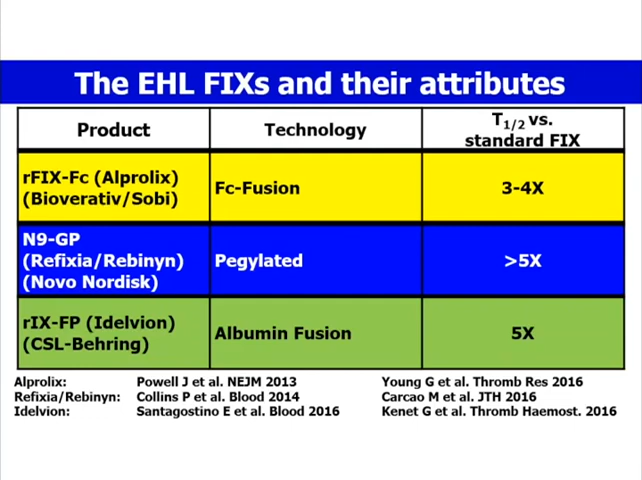 The EHL FIXs and their attributes
Product Technology T1/2 vs. standard FIX
rFIX-Fc (Alprolix)
(Bioverativ/Sobi)
Fc-Fusion
3-4X
N9-GP
(Refixia/Rebinyn)
(Novo Nordisk)
Pegylated
>5X
rIX-FP (Idelvion)
(CSL-Behring)
Albumin Fusion
5X
Alprolix: Powell J et al. NEJM 2013 Young G et al. Thromb Res 2016
Refixia/Rebinyn: Collins P et al. Blood 2014 Carcao M et al. JTH 2016
Idelvion: Santagostino E et al. Blood 2016 Kenet G et al. Thromb Haemost. 2016